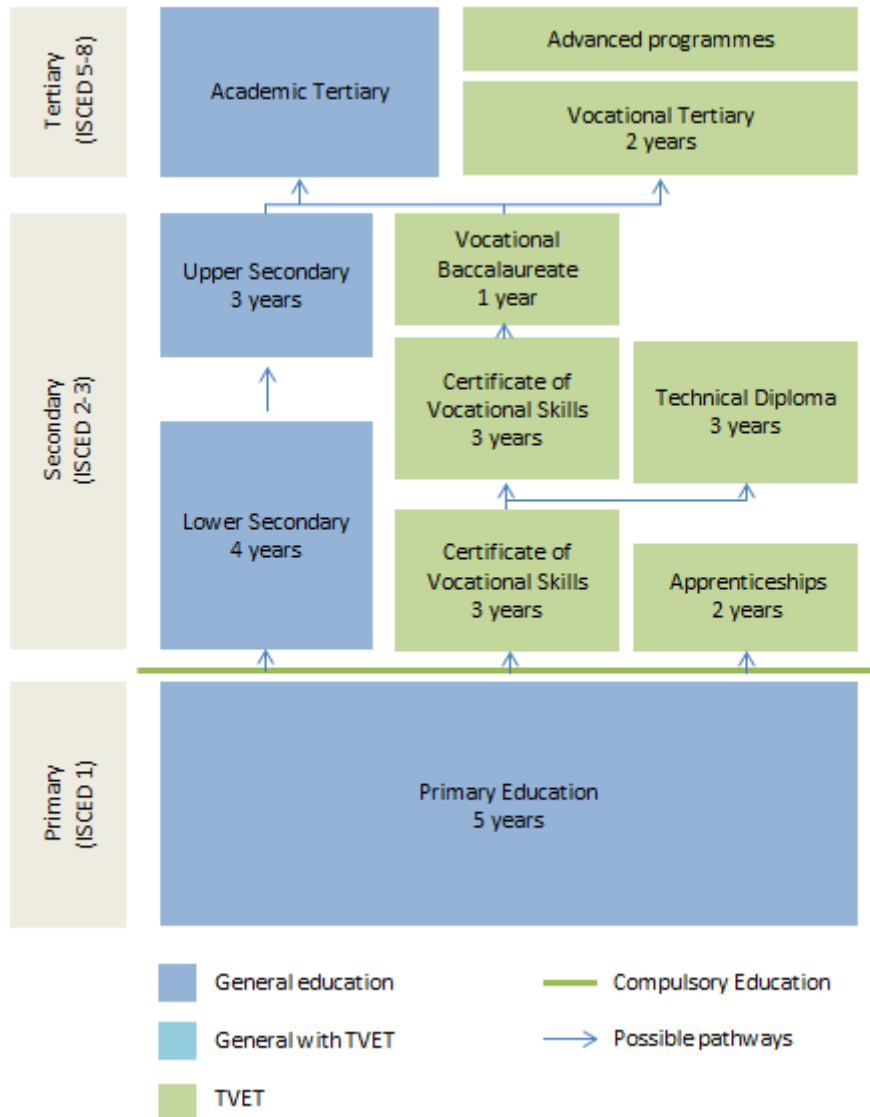 Tertiary
(ISCED 5-8)
Academic Tertiary
Advanced programmes
Vocational Tertiary
2 years
Secondary
(ISCED 2-3)
Upper Secondary
3 years
Vocational
Baccalaureate
1 year
Certificate of
Vocational Skills
3 years
Technical Diploma
3 years
Lower Secondary
4 years
Certificate of
Vocational Skills
3 years
Apprenticeships
2 years
Primary
(ISCED 1)
Primary Education
5 years
General education
General with TVET
TVET
Compulsory Education
Possible pathways